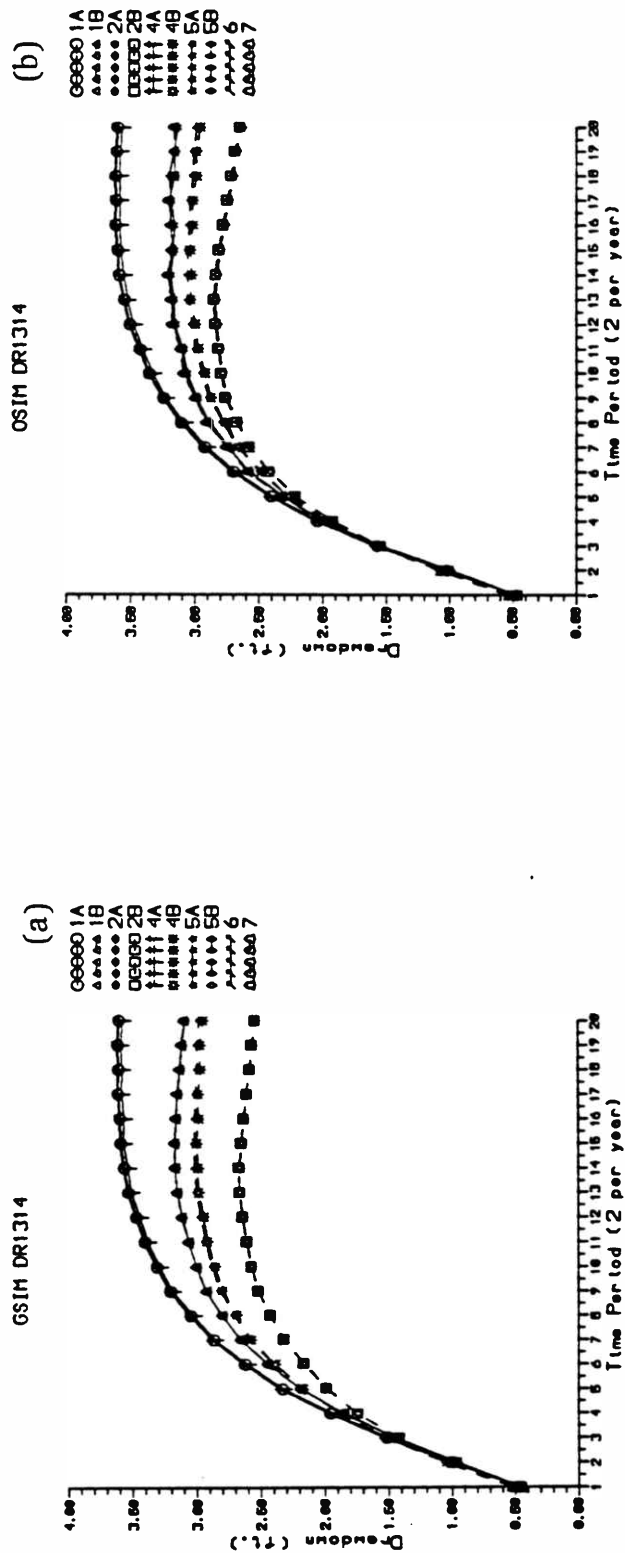 GSIM DR1314
(a)
1A
1B
2A
2B
4A
4B
5A
5B
6
7
4.00
3.00
2.00
1.00
0.00
Drawdown (ft.)
1 2 3 4 5 6 7 8 9 10 11 12 13 14 15 16 17 18 19 20
Time Period (2 per year)
OSIM DR1314
(b)
1A
1B
2A
2B
4A
4B
5A
5B
6
7
4.00
3.00
2.00
1.00
0.00
Drawdown (ft.)
1 2 3 4 5 6 7 8 9 10 11 12 13 14 15 16 17 18 19 20
Time Period (2 per year)